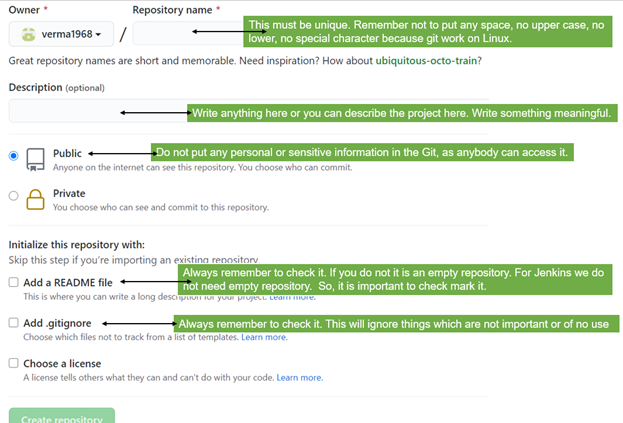 Owner * Repository name *
verma1968 /
This must be unique. Remember not to put any space, no upper case, no
lower, no special character because git work on Linux.
Great repository names are short and memorable. Need inspiration? How about ubiquitous-octo-train?
Description (optional)
Write anything here or you can describe the project here. Write something meaningful.
Public
Do not put any personal or sensitive information in the Git, as anybody can access it.
Anyone on the internet can see this repository. You choose who can commit.
Private
You choose who can see and commit to this repository.
Initialize this repository with:
Skip this step if you're importing an existing repository
Always remember to check it. If you do not it is an empty repository. For Jenkins we do
not need empty repository. So, it is important to check mark it.
Add a README file
This is where you can write a long description for your project. Learn more.
Add .gitignore
Always remember to check it. This will ignore things which are not important or of no use
Choose which files not to track from a list of templates. Learn more.
Choose a license
A license tells others what they can and can't do with your code. Learn more.
Create repository